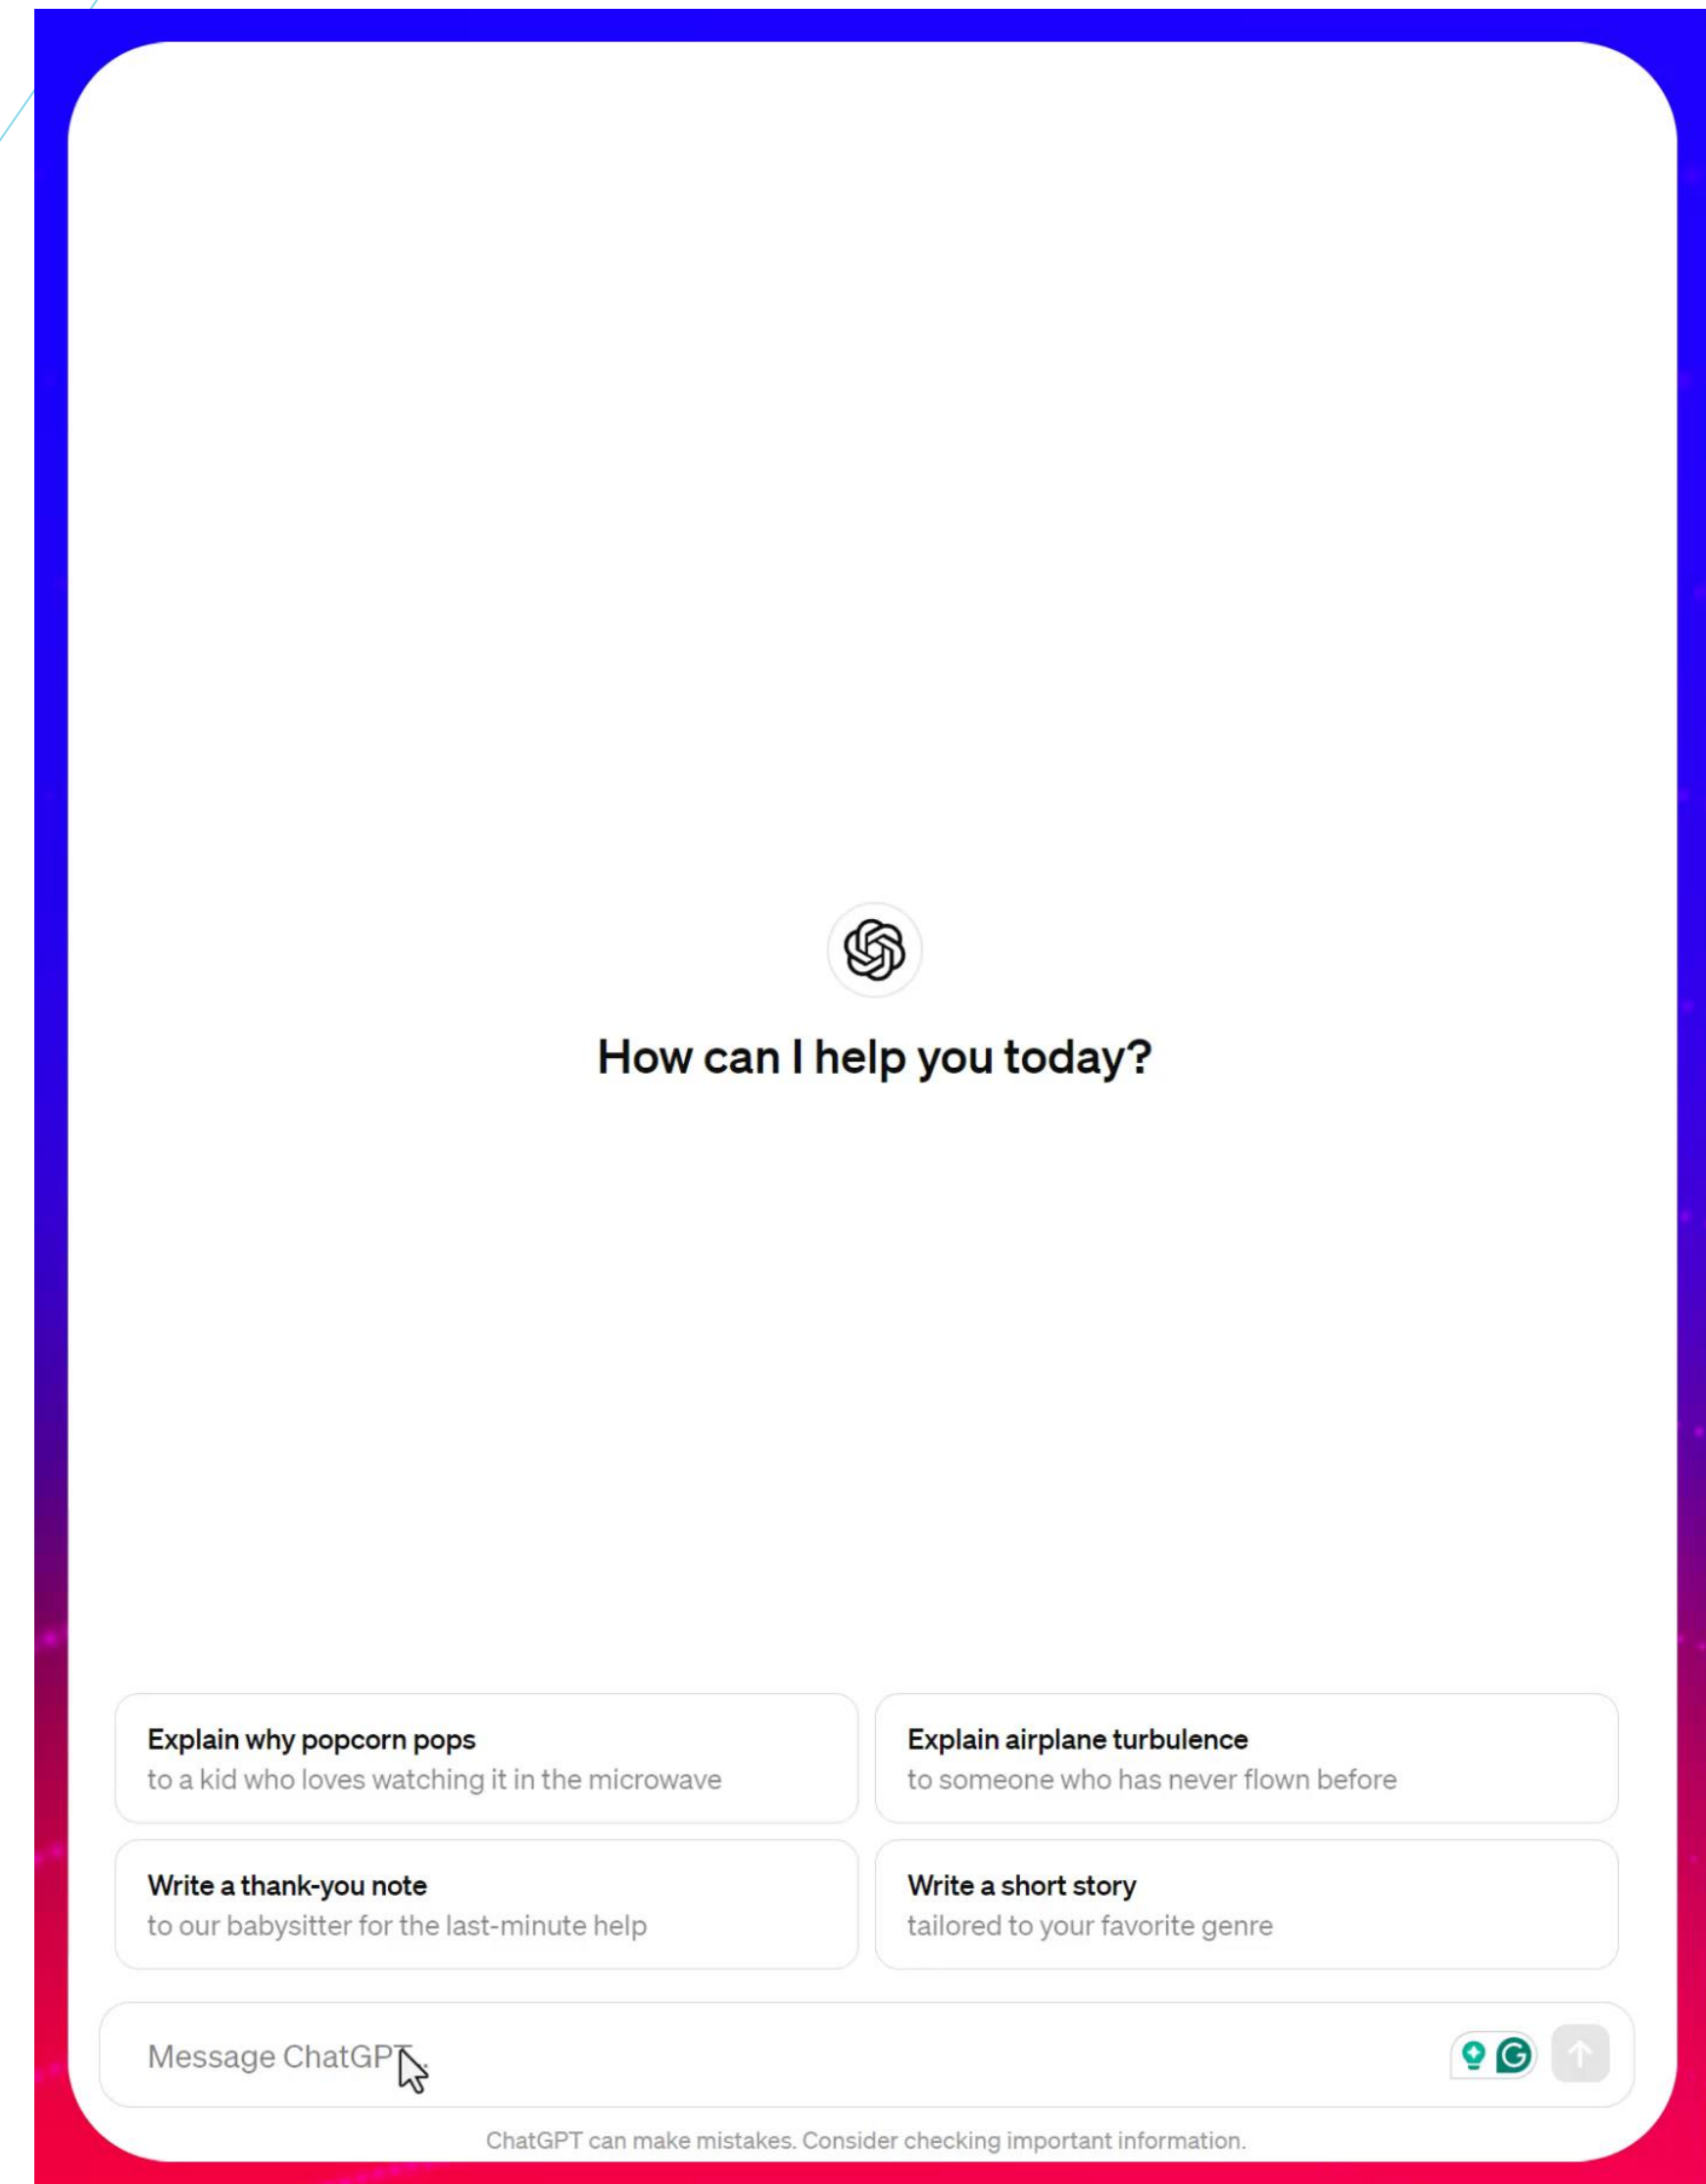 How can I help you today?
Explain why popcorn pops
to a kid who loves watching it in the microwave
Explain airplane turbulence
to someone who has never flown before
Write a thank-you note
to our babysitter for the last-minute help
Write a short story
tailored to your favorite genre
Message ChatGPT...
ChatGPT can make mistakes. Consider checking important information.